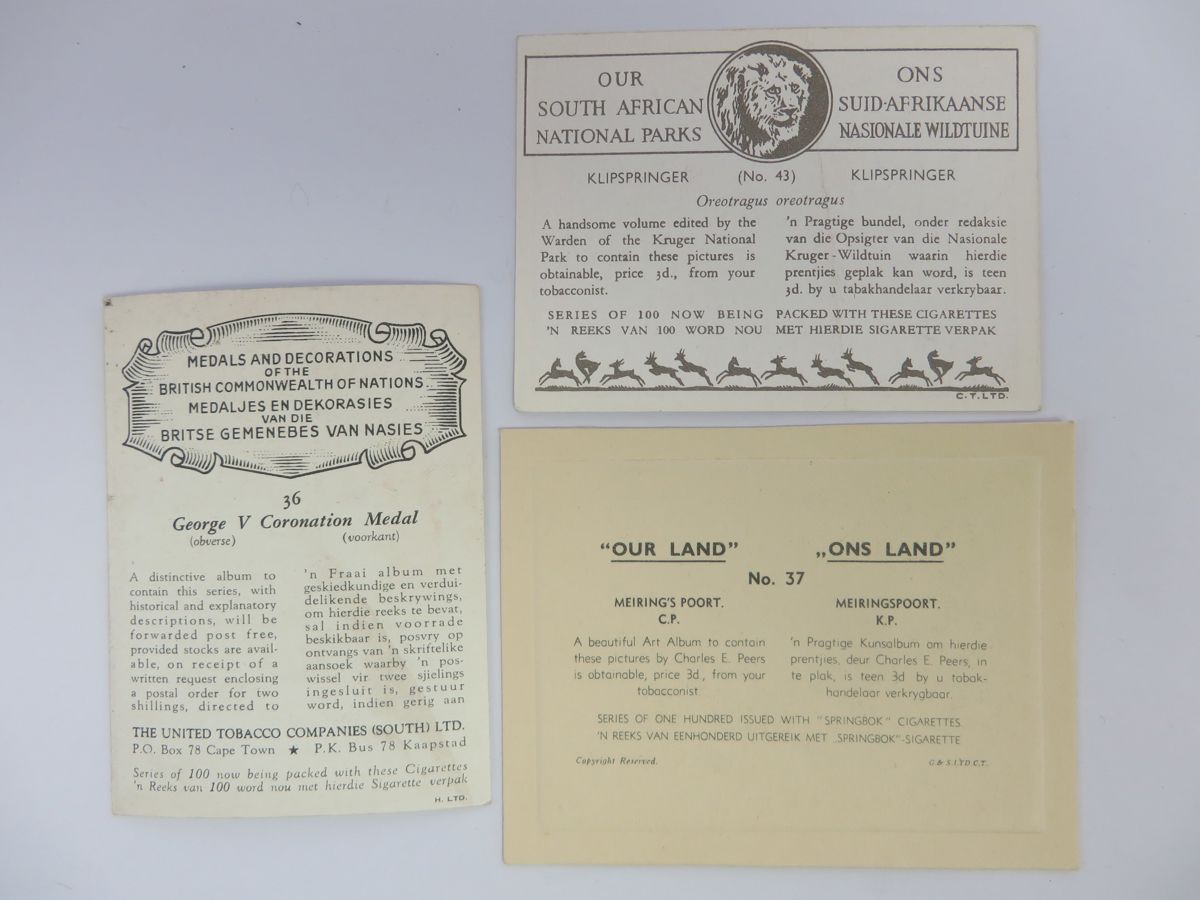 OUR
SOUTH AFRICAN
NATIONAL PARKS
ONS
SUID-AFRIKAANSE
NASIONALE WILDTUINE
KLIPSPRINGER (No. 43) KLIPSPRINGER
Oreotragus oreotragus
A handsome volume edited by the
Warden of the Kruger National
Park to contain these pictures is
obtainable, price 3d., from your
tobacconist.
'n Pragtige bundel, onder redaksie
van die Opsigter van die Nasionale
Kruger-Wildtuin waarin hierdie
prentjies geplak kan word, is teen
3d. by u tabakhandelaar verkrybaar.
SERIES OF 100 NOW BEING PACKED WITH THESE CIGARETTES
'N REEKS VAN 100 WORD NOU MET HIERDIE SIGARETTE VERPAK
C.T. LTD.
MEDALS AND DECORATIONS
OF THE
BRITISH COMMONWEALTH OF NATIONS
MEDALJES EN DEKORASIES
VAN DIE
BRITSE GEMENEBES VAN NASIES
36
George V Coronation Medal
(obverse) (voorkant)
A distinctive album to
contain this series, with
historical and explanatory
descriptions, will be
forwarded post free,
provided stocks are avail-
able, on receipt of a
written request enclosing
a postal order for two
shillings, directed to
'n Fraai album met
geskiedkundige en verdui-
delikende beskrywings,
om hierdie reeks te bevat,
sal indien voorrade
beskikbaar is, posvry op
ontvangs van 'n skriftelike
aansoek waarby 'n pos-
wissel vir twee sjielings
ingesluit is, gestuur
word, indien gerig aan
THE UNITED TOBACCO COMPANIES (SOUTH) LTD.
P.O. Box 78 Cape Town ★ P.K. Bus 78 Kaapstad
Series of 100 now being packed with these Cigarettes
'n Reeks van 100 word nou met hierdie Sigarette verpak
H. LTD.
"OUR LAND" „ONS LAND"
No. 37
MEIRING'S POORT.
C.P.
A beautiful Art Album to contain
these pictures by Charles E. Peers
is obtainable, price 3d., from your
tobacconist.
MEIRINGSPOORT.
K.P.
'n Pragtige Kunsalbum om hierdie
prentjies, deur Charles E. Peers, in
te plak, is teen 3d by u tabak-
handelaar verkrygbaar.
SERIES OF ONE HUNDRED ISSUED WITH "SPRINGBOK" CIGARETTES.
'N REEKS VAN EENHONDERD UITGEREIK MET „SPRINGBOK"-SIGARETTE
Copyright Reserved.
G & S. LTD. C.T.